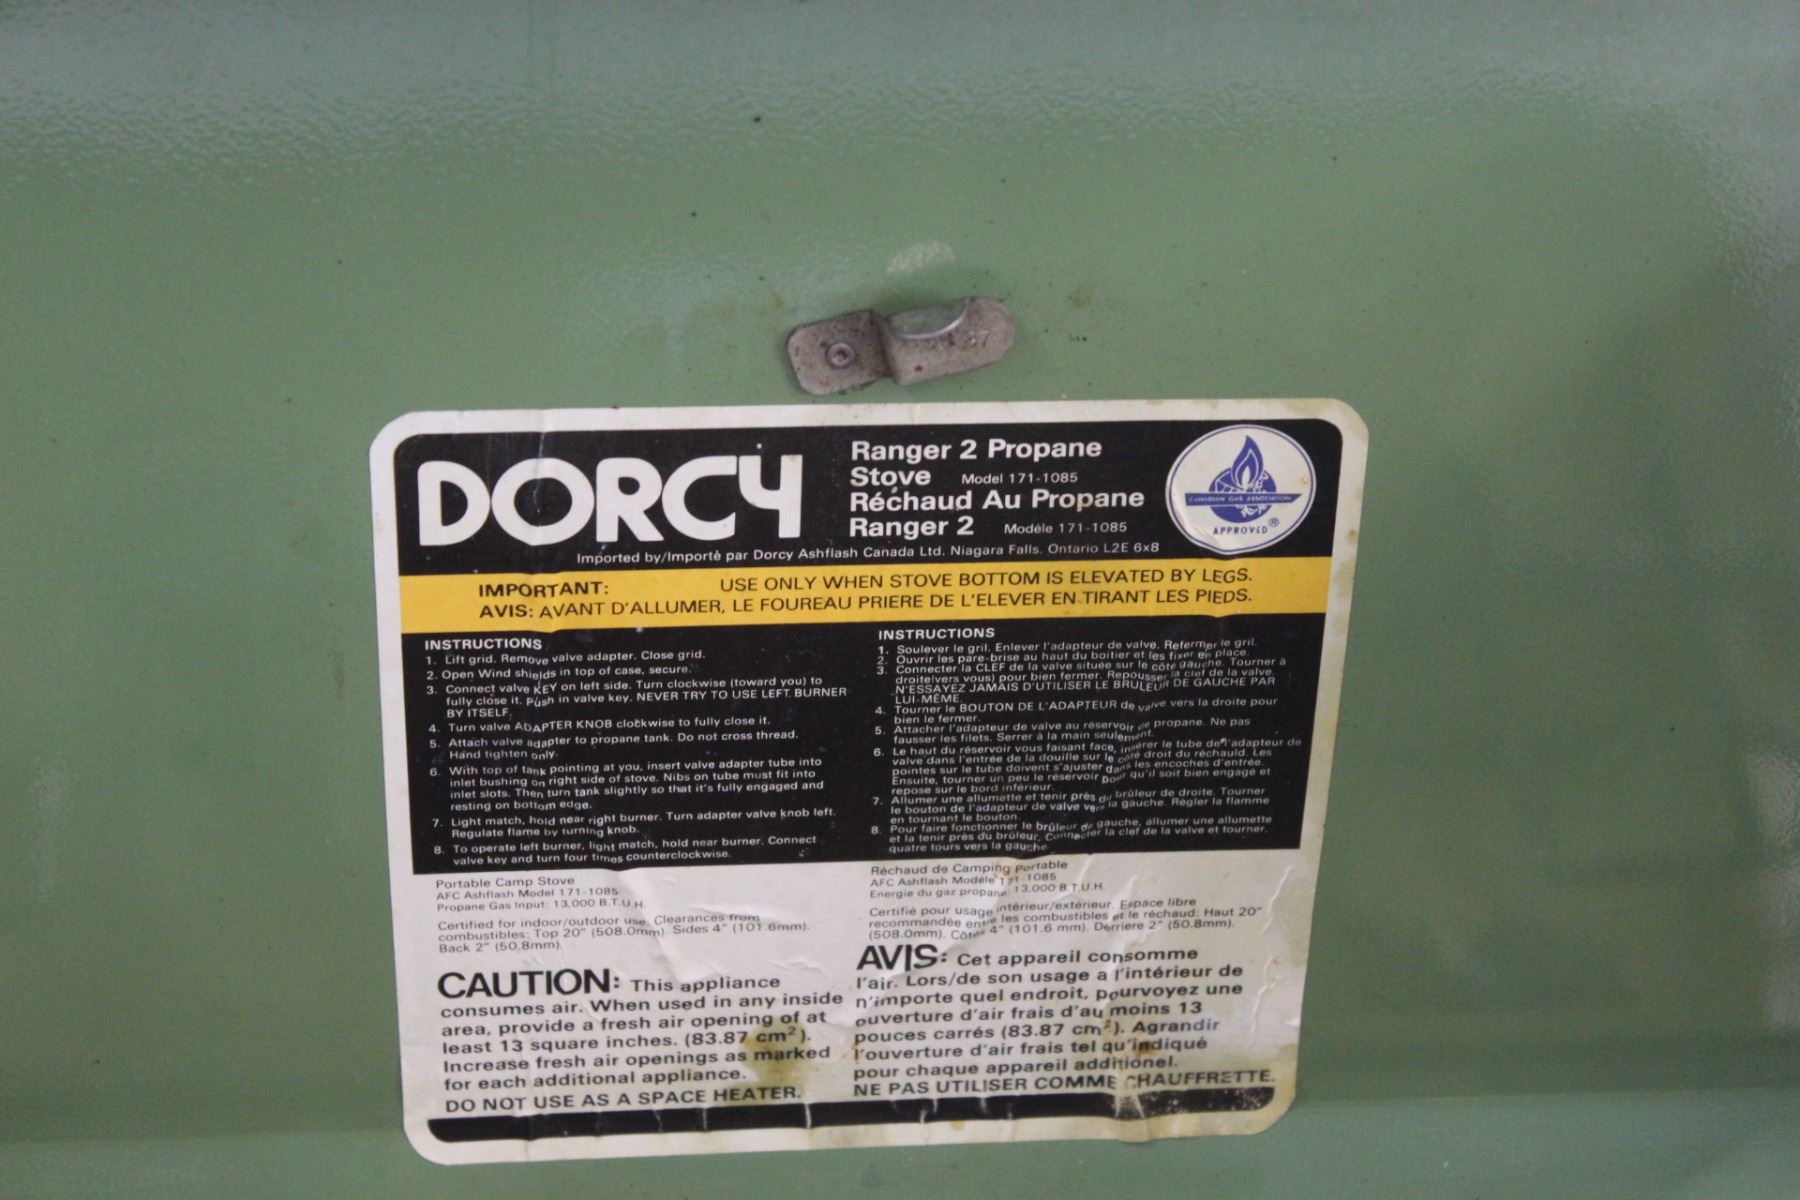 DORCY
Ranger 2 Propane
Stove Model 171-1085
Réchaud Au Propane
Ranger 2 Modèle 171-1085
CANADIAN GAS ASSOCIATION
APPROVED®
Imported by/Importé par Dorcy Ashflash Canada Ltd. Niagara Falls. Ontario L2E 6x8
IMPORTANT: USE ONLY WHEN STOVE BOTTOM IS ELEVATED BY LEGS.
AVIS: AVANT D'ALLUMER, LE FOUREAU PRIERE DE L'ELEVER EN TIRANT LES PIEDS.
INSTRUCTIONS
1. Lift grid. Remove valve adapter. Close grid.
2. Open Wind shields in top of case, secure.
3. Connect valve KEY on left side. Turn clockwise (toward you) to
fully close it. Push in valve key. NEVER TRY TO USE LEFT BURNER
BY ITSELF.
4. Turn valve ADAPTER KNOB clockwise to fully close it.
5. Attach valve adapter to propane tank. Do not cross thread.
Hand tighten only.
6. With top of tank pointing at you, insert valve adapter tube into
inlet bushing on right side of stove. Nibs on tube must fit into
inlet slots. Then turn tank slightly so that it's fully engaged and
resting on bottom edge.
7. Light match, hold near right burner. Turn adapter valve knob left.
Regulate flame by turning knob.
8. To operate left burner, light match, hold near burner. Connect
valve key and turn four times counterclockwise.
INSTRUCTIONS
1. Soulever le gril. Enlever l'adapteur de valve. Refermer le gril.
2. Ouvrir les pare-brise au haut du boitier et les fixer en place.
3. Connecter la CLEF de la valve située sur le côté gauche. Tourner à
droite(vers vous) pour bien fermer. Repousser la clef de la valve.
N'ESSAYEZ JAMAIS D'UTILISER LE BRULEUR DE GAUCHE PAR
LUI-MÊME.
4. Tourner le BOUTON DE L'ADAPTEUR de valve vers la droite pour
bien le fermer.
5. Attacher l'adapteur de valve au réservoir de propane. Ne pas
fausser les filets. Serrer à la main seulement.
6. Le haut du réservoir vous faisant face, insérer le tube de l'adapteur de
valve dans l'entrée de la douille sur le coté droit du réchauld. Les
pointes sur le tube doivent s'ajuster dans les encoches d'entrée.
Ensuite, tourner un peu le réservoir pour qu'il soit bien engagé et
repose sur le bord inférieur.
7. Allumer une allumette et tenir près du brûleur de droite. Tourner
le bouton de l'adapteur de valve vers la gauche. Régler la flamme
en tournant le bouton.
8. Pour faire fonctionner le brûleur de gauche, allumer une allumette
et la tenir près du brûleur. Connecter la clef de la valve et tourner.
quatre tours vers la gauche.
Portable Camp Stove
AFC Ashflash Model 171-1085
Propane Gas Input: 13,000 B.T.U.H.
Certified for indoor/outdoor use. Clearances from
combustibles: Top 20" (508.0mm). Sides 4" (101.6mm).
Back 2" (50.8mm).
CAUTION: This appliance
consumes air. When used in any inside
area, provide a fresh air opening of at
least 13 square inches. (83.87 cm²).
Increase fresh air openings as marked
for each additional appliance.
DO NOT USE AS A SPACE HEATER.
Réchaud de Camping Portable
AFC Ashflash Modèle 171-1085
Energie du gaz propane 13,000 B.T.U.H.
Certifié pour usage intérieur/extérieur. Espace libre
recommandée entre les combustibles et le réchaud: Haut 20"
(508.0mm). Côtés 4" (101.6 mm). Derriere 2" (50.8mm).
AVIS: Cet appareil consomme
l'air. Lors/de son usage a l'intérieur de
n'importe quel endroit, pourvoyez une
ouverture d'air frais d'au moins 13
pouces carrés (83.87 cm²). Agrandir
l'ouverture d'air frais tel qu'indiqué
pour chaque appareil additionel.
NE PAS UTILISER COMME CHAUFFRETTE.